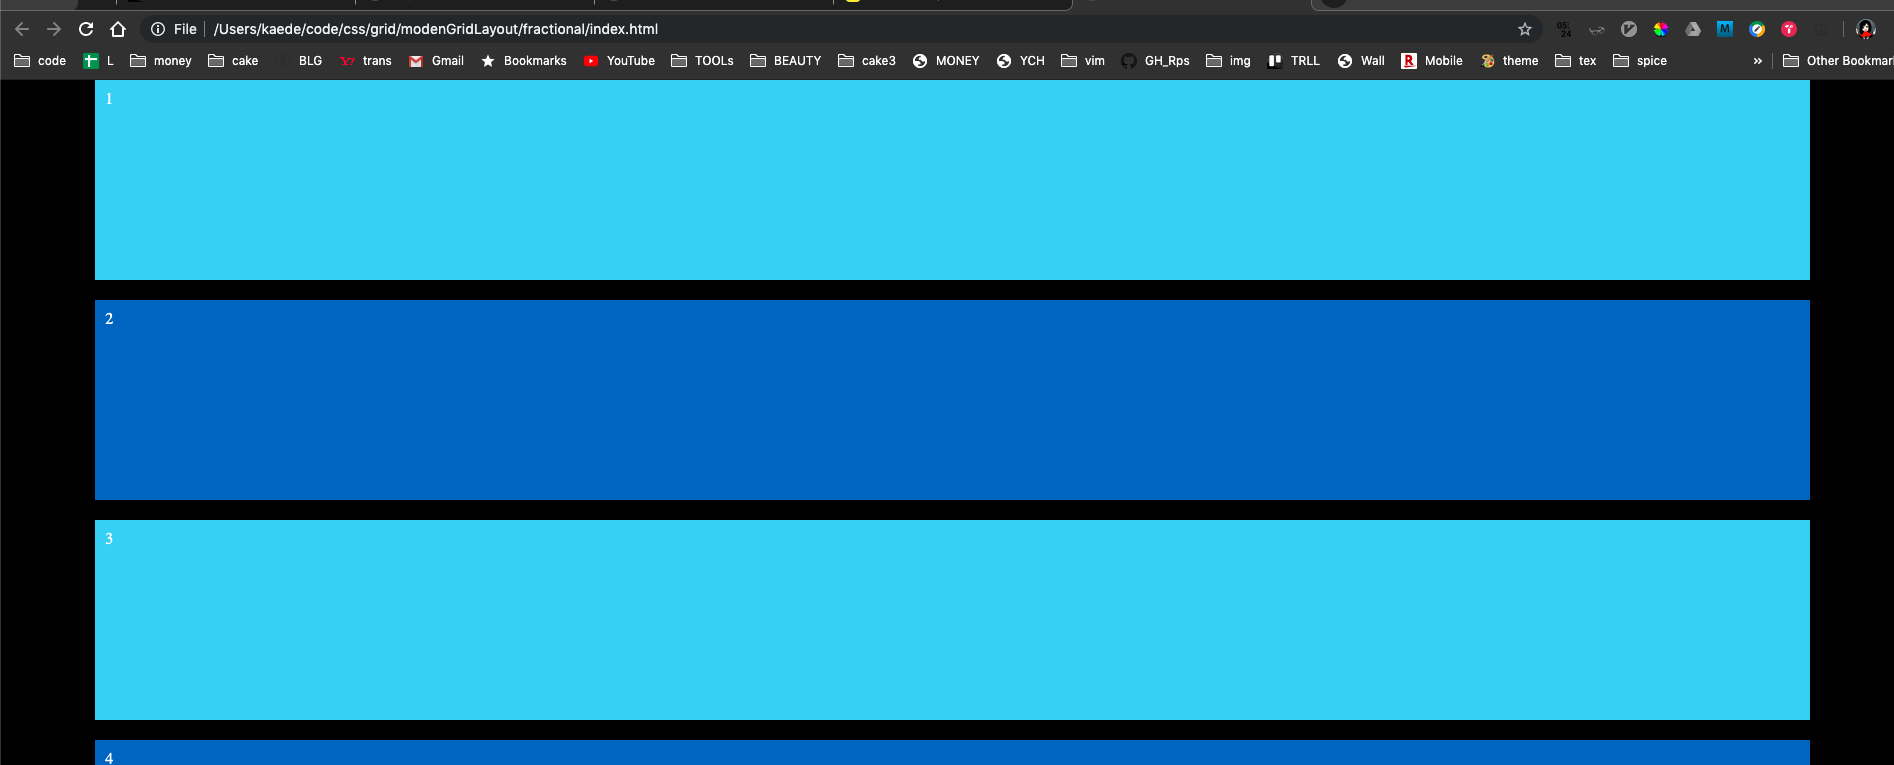 File /Users/kaede/code/css/grid/modenGridLayout/fractional/index.html 05: 24 M
code L money cake BLG Y! trans Gmail Bookmarks YouTube TOOLs BEAUTY cake3 MONEY YCH vim GH_Rps img TRLL Wall R Mobile theme tex spice » Other Bookmar
1
2
3
4